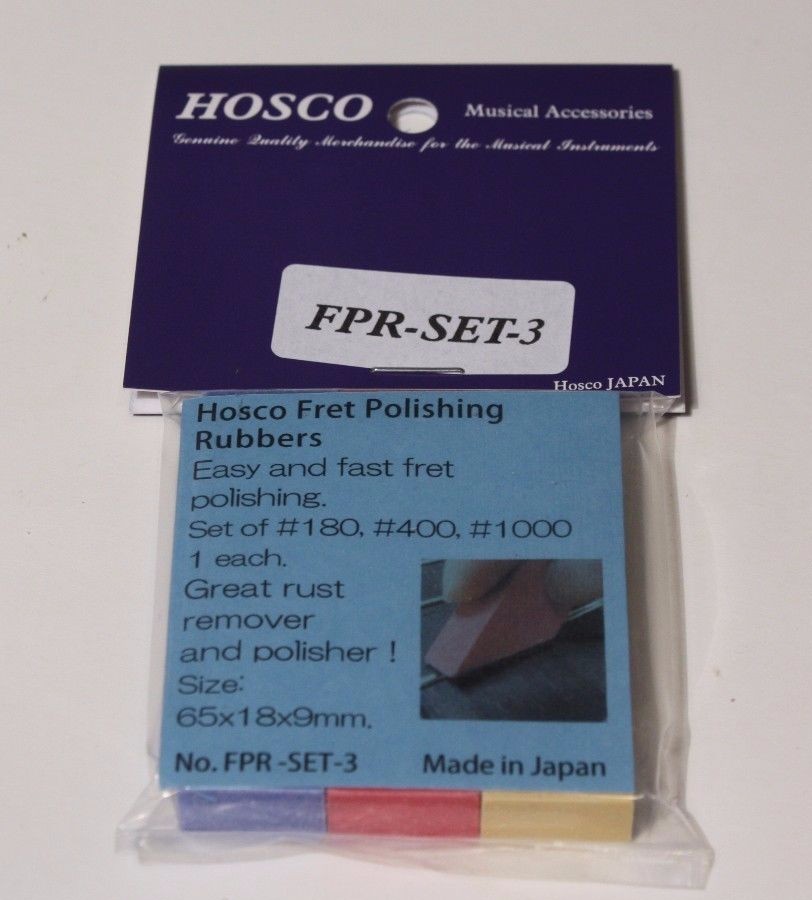 HOSCO Musical Accessories
Genuine Quality Merchandise for the Musical Instruments
FPR-SET-3
Hosco JAPAN
Hosco Fret Polishing
Rubbers
Easy and fast fret
polishing.
Set of #180, #400, #1000
1 each.
Great rust
remover
and polisher !
Size:
65x18x9mm.
No. FPR -SET-3 Made in Japan